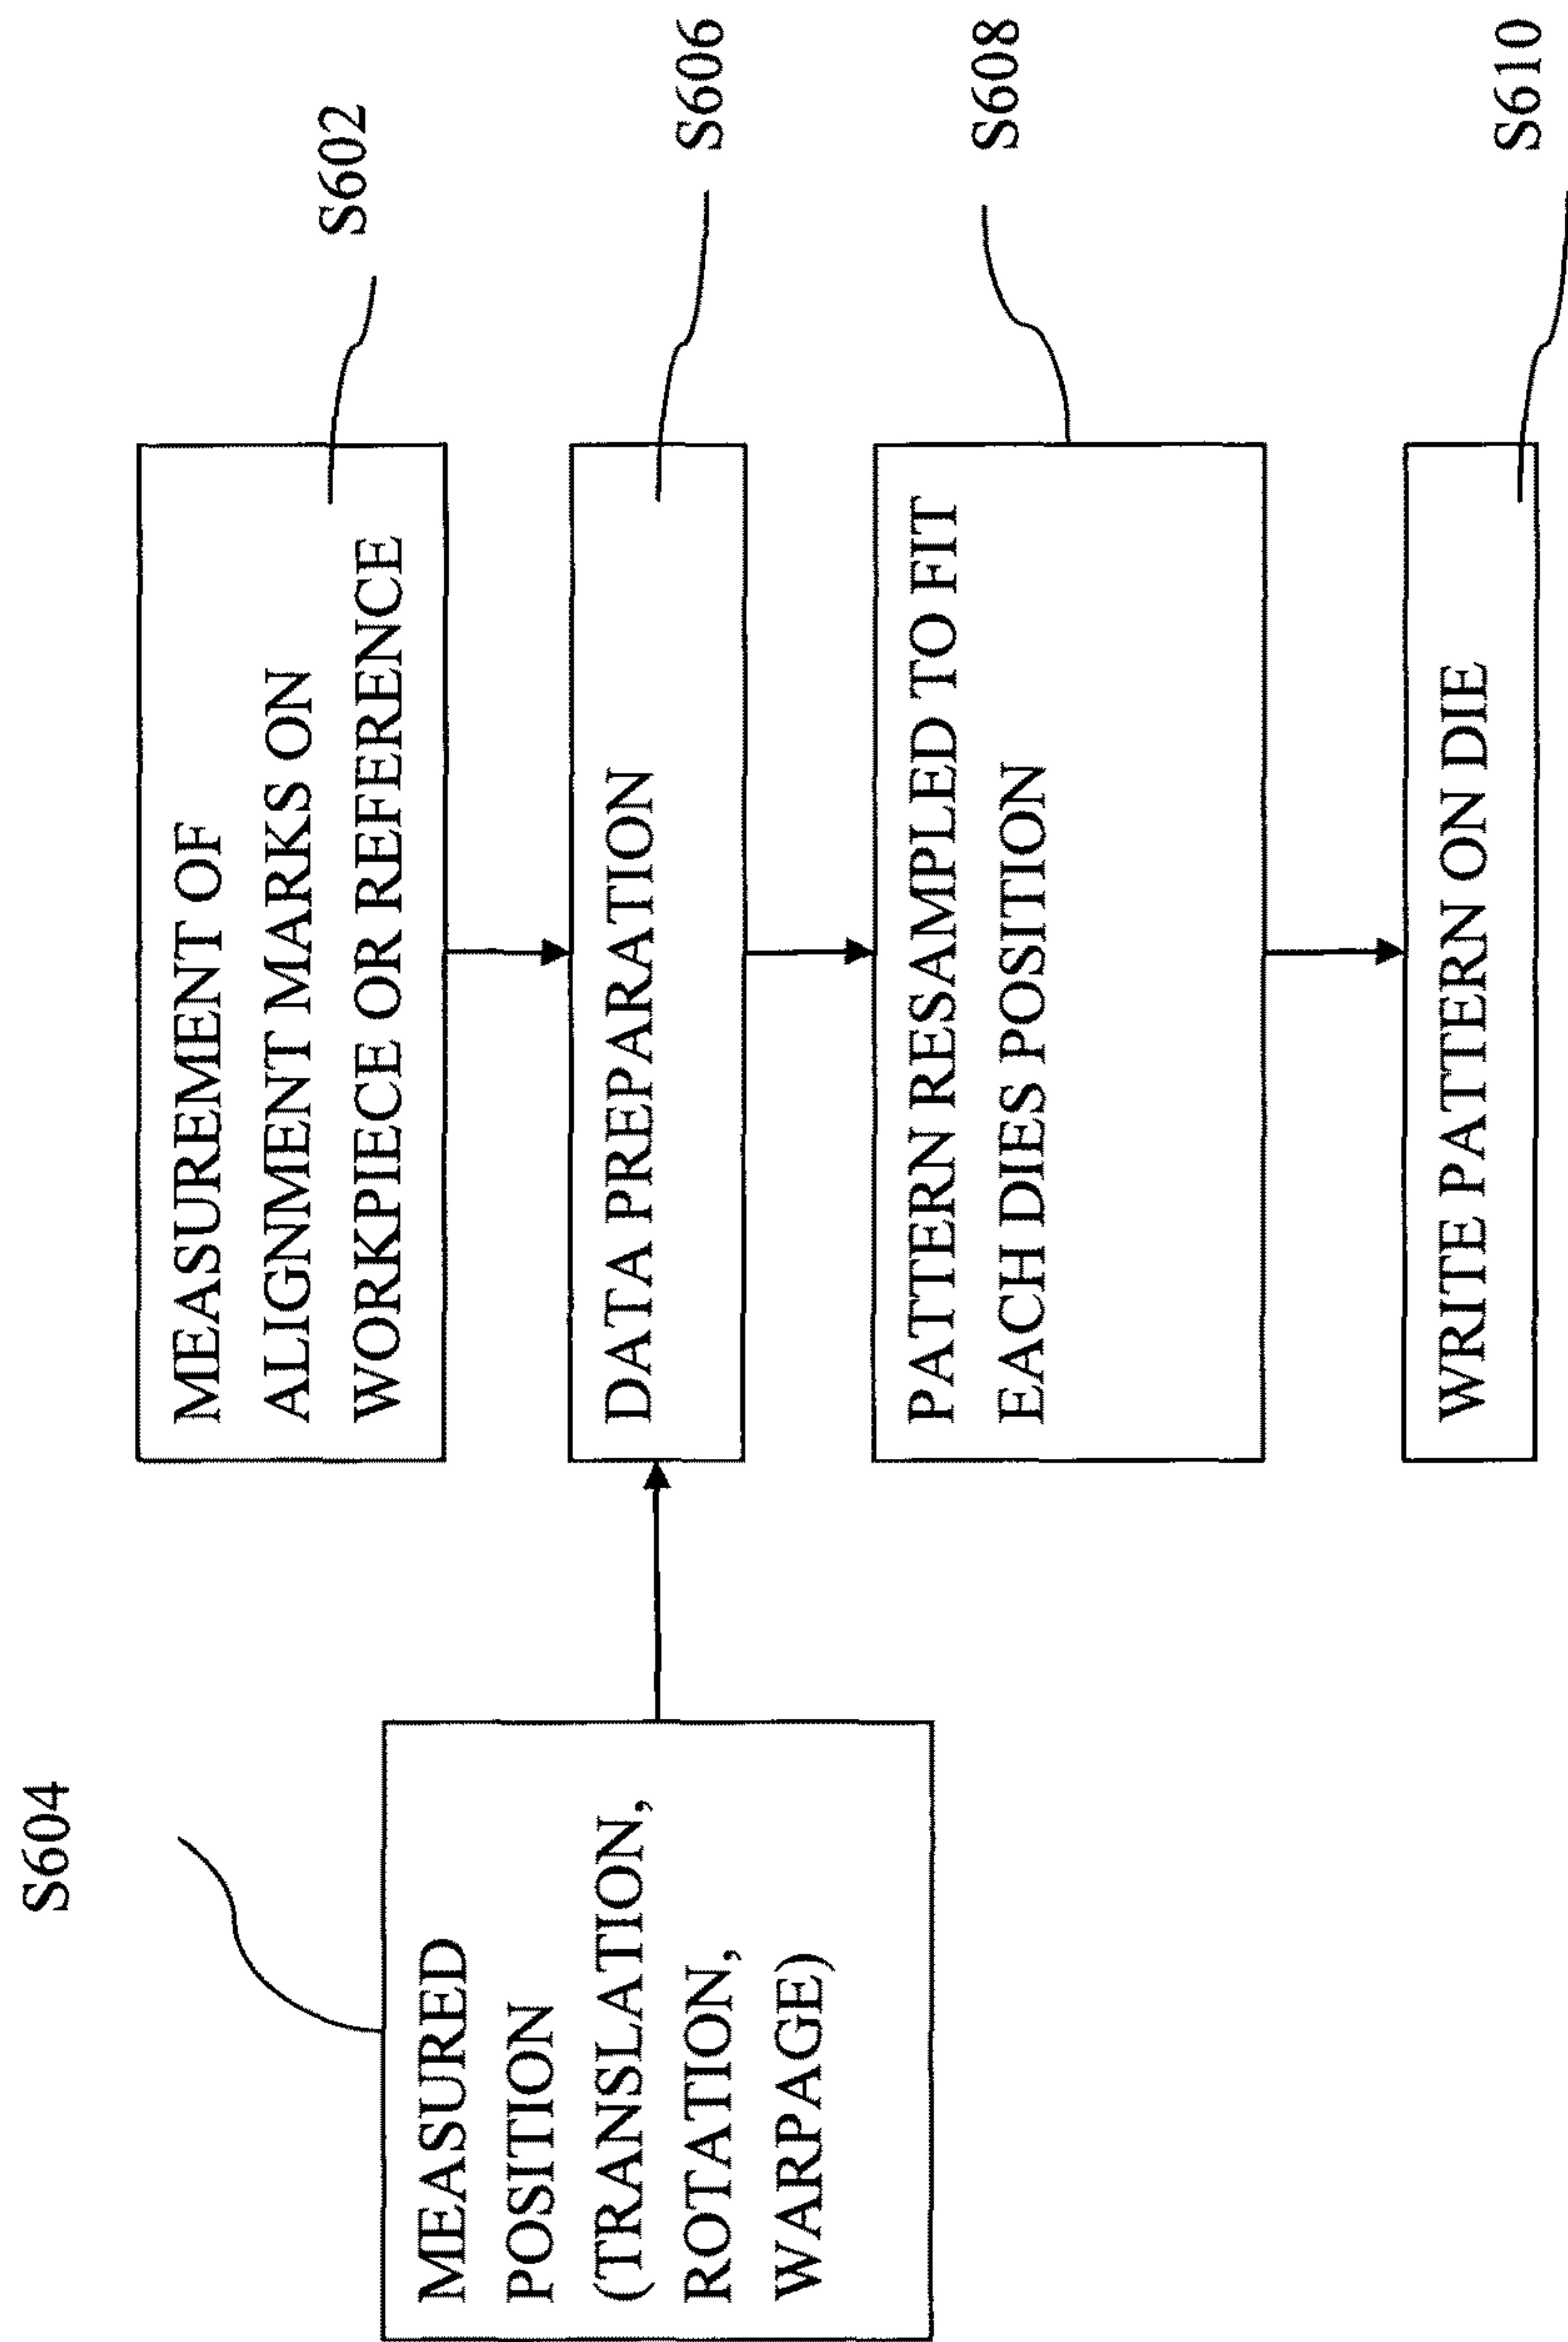 S602
MEASUREMENT OF
ALIGNMENT MARKS ON
WORKPIECE OR REFERENCE
S604
MEASURED
POSITION
(TRANSLATION,
ROTATION,
WARPAGE)
S606
DATA PREPARATION
S608
PATTERN RESAMPLED TO FIT
EACH DIES POSITION
S610
WRITE PATTERN ON DIE